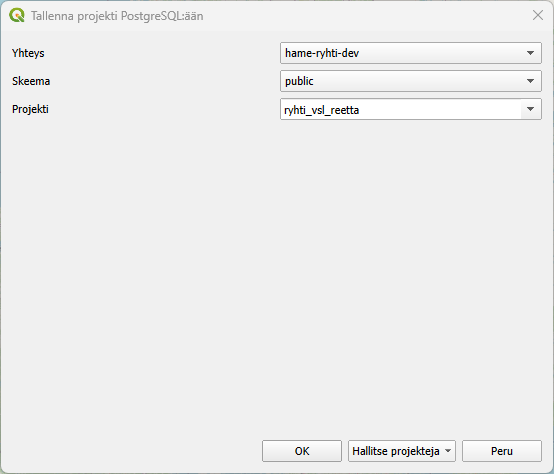 Tallenna projekti PostgreSQL:ään
Yhteys hame-ryhti-dev
Skeema public
Projekti ryhti_vsl_reetta
OK Hallitse projekteja Peru